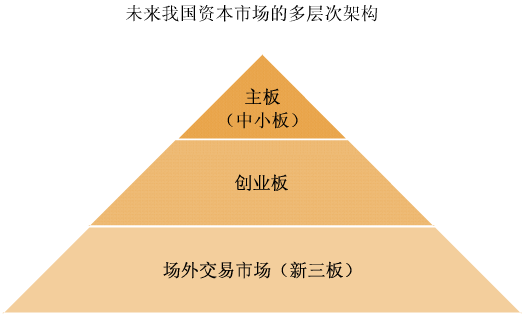 未来我国资本市场的多层次架构
主板
（中小板）
创业板
场外交易市场（新三板）